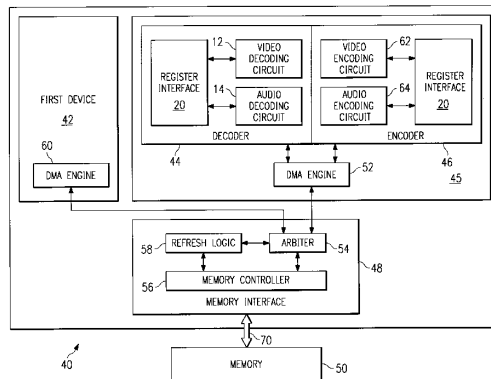 FIRST DEVICE
42
60
DMA ENGINE
REGISTER
INTERFACE
20
12
VIDEO
DECODING
CIRCUIT
14
AUDIO
DECODING
CIRCUIT
DECODER
44
VIDEO
ENCODING
CIRCUIT
62
AUDIO
ENCODING
CIRCUIT
64
REGISTER
INTERFACE
20
ENCODER
46
DMA ENGINE
52
45
58
REFRESH LOGIC
ARBITER
54
48
56
MEMORY CONTROLLER
MEMORY INTERFACE
70
40
MEMORY
50